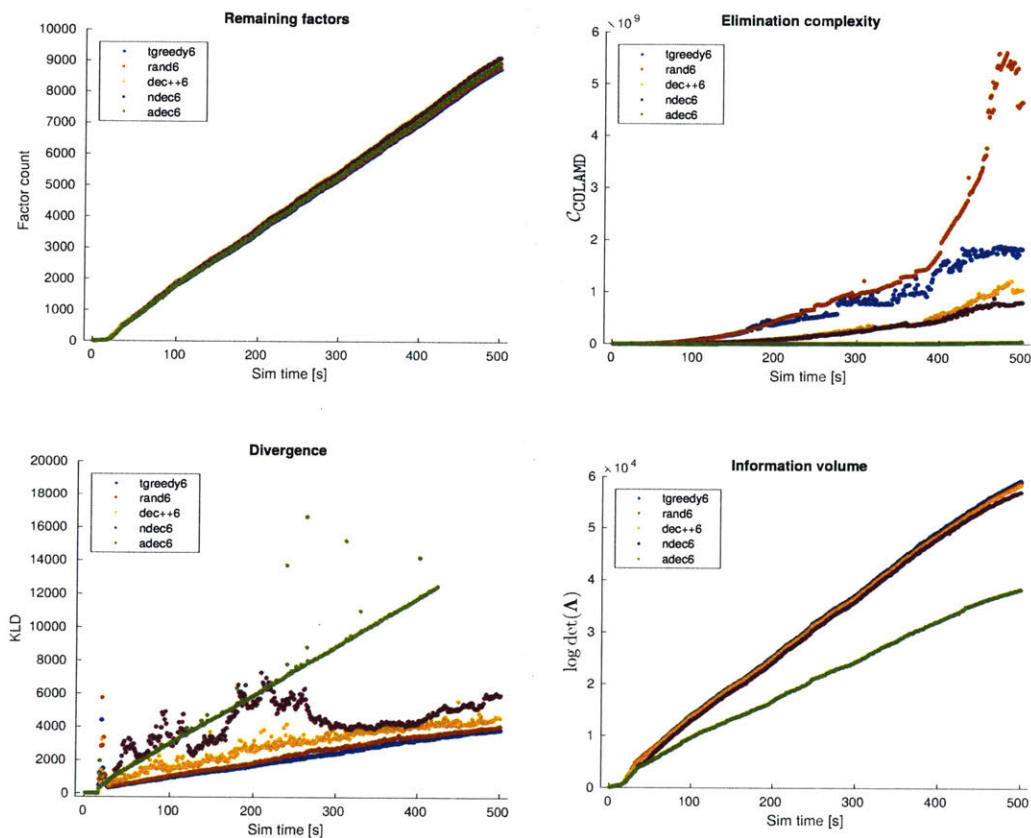 Remaining factors
10000
9000
8000
7000
6000
5000
4000
3000
2000
1000
0
Factor count
tgreedy6
rand6
dec++6
ndec6
adec6
0 100 200 300 400 500
Sim time [s]
Elimination complexity
×10⁹
6
5
4
3
2
1
0
C_COLAMD
tgreedy6
rand6
dec++6
ndec6
adec6
0 100 200 300 400 500
Sim time [s]
Divergence
20000
18000
16000
14000
12000
10000
8000
6000
4000
2000
0
KLD
tgreedy6
rand6
dec++6
ndec6
adec6
0 100 200 300 400 500
Sim time [s]
Information volume
×10⁴
6
5
4
3
2
1
0
log det(Λ)
tgreedy6
rand6
dec++6
ndec6
adec6
0 100 200 300 400 500
Sim time [s]